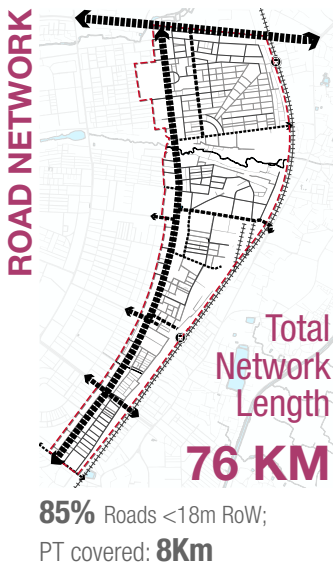 ROAD NETWORK
Total
Network
Length
76 KM
85% Roads <18m RoW;
PT covered: 8Km